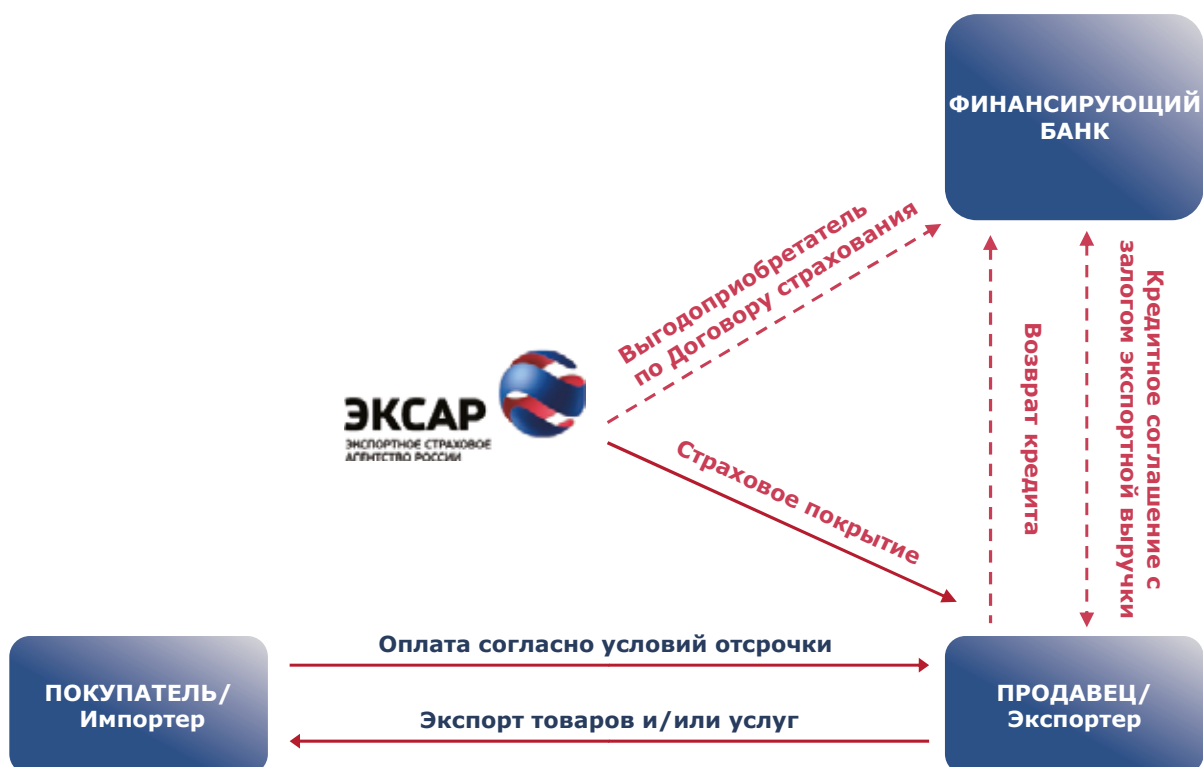 ФИНАНСИРУЮЩИЙ
БАНК
Выгодоприобретатель
по Договору страхования
Кредитное соглашение с
залогом экспортной выручки
Возврат кредита
ЭКСАР
ЭКСПОРТНОЕ СТРАХОВОЕ
АГЕНТСТВО РОССИИ
Страховое покрытие
Оплата согласно условий отсрочки
ПОКУПАТЕЛЬ/
Импортер
ПРОДАВЕЦ/
Экспортер
Экспорт товаров и/или услуг